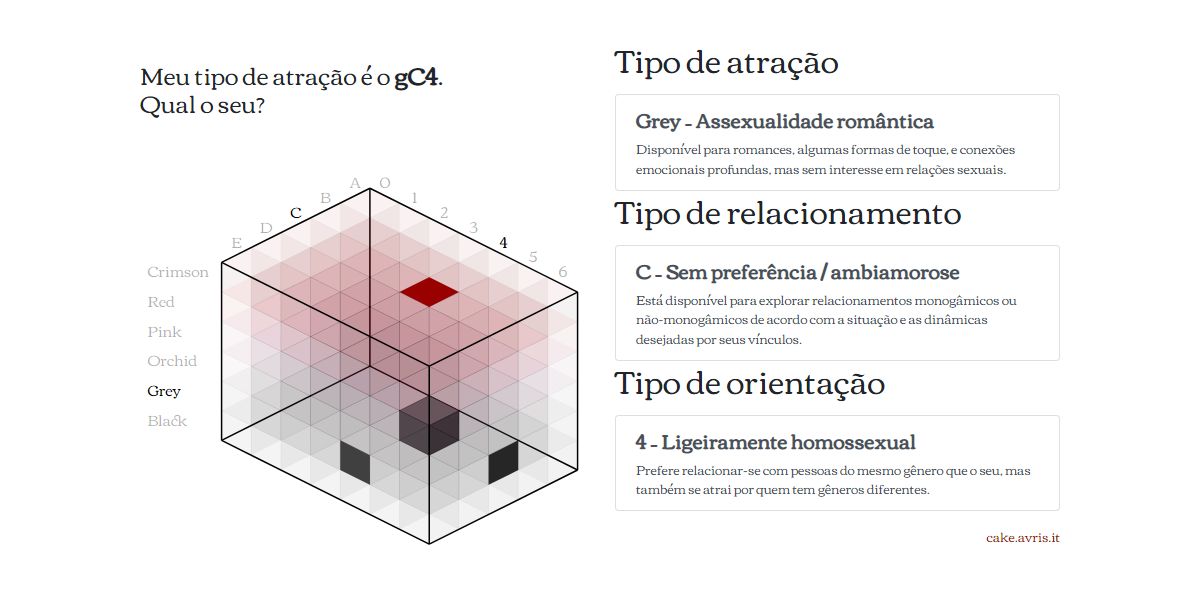 Meu tipo de atração é o gC4.
Qual o seu?
A
B
C
D
E
0
1
2
3
4
5
6
Crimson
Red
Pink
Orchid
Grey
Black
Tipo de atração
Grey - Assexualidade romântica
Disponível para romances, algumas formas de toque, e conexões
emocionais profundas, mas sem interesse em relações sexuais.
Tipo de relacionamento
C - Sem preferência / ambiamorose
Está disponível para explorar relacionamentos monogâmicos ou
não-monogâmicos de acordo com a situação e as dinâmicas
desejadas por seus vínculos.
Tipo de orientação
4 - Ligeiramente homossexual
Prefere relacionar-se com pessoas do mesmo gênero que o seu, mas
também se atrai por quem tem gêneros diferentes.
cake.avris.it